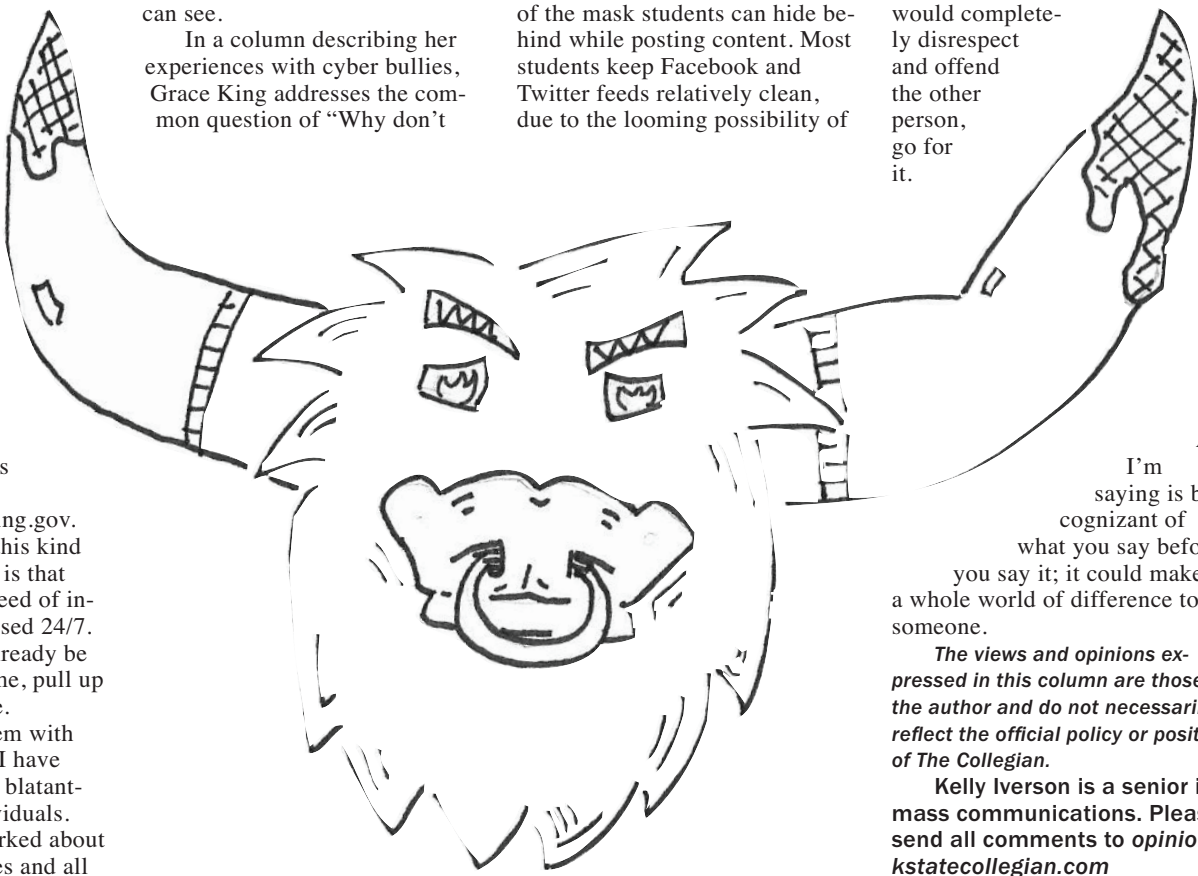 s
ng.gov.
his kind
is that
eed of in-
sed 24/7.
ready be
ne, pull up
e.
em with
I have
blatant-
viduals.
rked about
es and all
can see.
In a column describing her
experiences with cyber bullies,
Grace King addresses the com-
mon question of “Why don’t
of the mask students can hide be-
hind while posting content. Most
students keep Facebook and
Twitter feeds relatively clean,
due to the looming possibility of
would complete-
ly disrespect
and offend
the other
person,
go for
it.
I’m
saying is b
cognizant of
what you say befo
you say it; it could make
a whole world of difference to
someone.
The views and opinions ex-
pressed in this column are those
the author and do not necessari
reflect the official policy or posit
of The Collegian.
Kelly Iverson is a senior i
mass communications. Pleas
send all comments to opinio
kstatecollegian.com